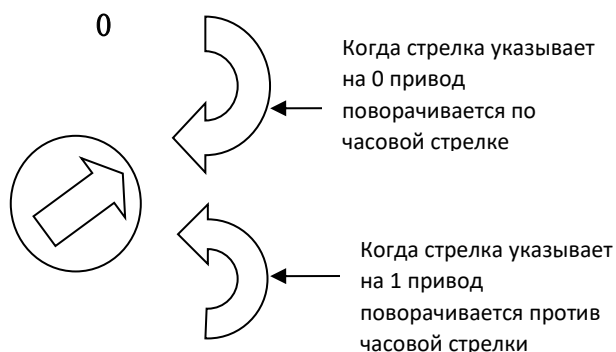 0
Когда стрелка указывает
на 0 привод
поворачивается по
часовой стрелке
Когда стрелка указывает
на 1 привод
поворачивается против
часовой стрелки